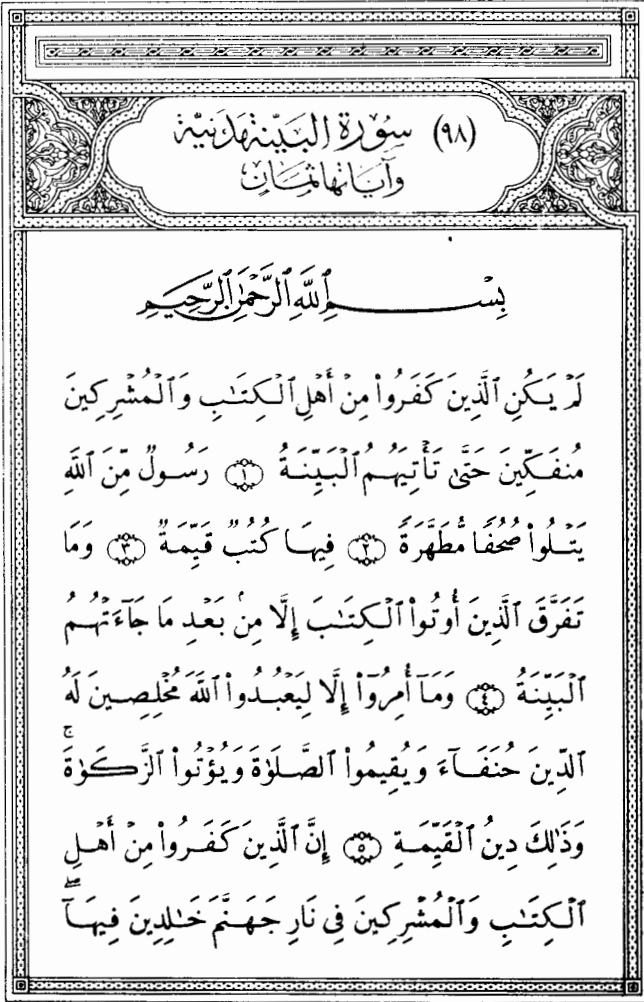 (٩٨) سُورَة البَيِّنَة مَدَنِيَّة
وَآيَاتُهَا ثَمَان
بِسْمِ ٱللَّهِ ٱلرَّحْمَٰنِ ٱلرَّحِيمِ
لَمْ يَكُنِ ٱلَّذِينَ كَفَرُوا۟ مِنْ أَهْلِ ٱلْكِتَٰبِ وَٱلْمُشْرِكِينَ
مُنفَكِّينَ حَتَّىٰ تَأْتِيَهُمُ ٱلْبَيِّنَةُ ١ رَسُولٌ مِّنَ ٱللَّهِ
يَتْلُوا۟ صُحُفًا مُّطَهَّرَةً ٢ فِيهَا كُتُبٌ قَيِّمَةٌ ٣ وَمَا
تَفَرَّقَ ٱلَّذِينَ أُوتُوا۟ ٱلْكِتَٰبَ إِلَّا مِنۢ بَعْدِ مَا جَآءَتْهُمُ
ٱلْبَيِّنَةُ ٤ وَمَآ أُمِرُوٓا۟ إِلَّا لِيَعْبُدُوا۟ ٱللَّهَ مُخْلِصِينَ لَهُ
ٱلدِّينَ حُنَفَآءَ وَيُقِيمُوا۟ ٱلصَّلَوٰةَ وَيُؤْتُوا۟ ٱلزَّكَوٰةَ ۚ
وَذَٰلِكَ دِينُ ٱلْقَيِّمَةِ ٥ إِنَّ ٱلَّذِينَ كَفَرُوا۟ مِنْ أَهْلِ
ٱلْكِتَٰبِ وَٱلْمُشْرِكِينَ فِى نَارِ جَهَنَّمَ خَٰلِدِينَ فِيهَآ ۖ